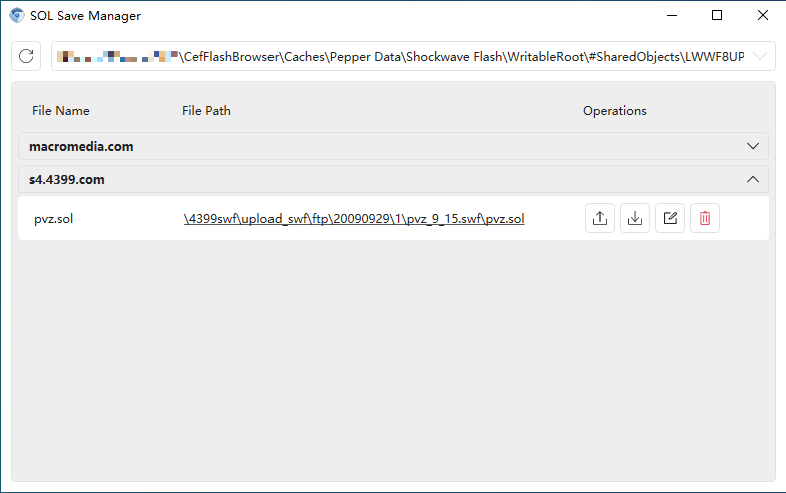 SOL Save Manager
\CefFlashBrowser\Caches\Pepper Data\Shockwave Flash\WritableRoot\#SharedObjects\LWWF8UP
File Name File Path Operations
macromedia.com
s4.4399.com
pvz.sol \4399swf\upload_swf\ftp\20090929\1\pvz_9_15.swf\pvz.sol